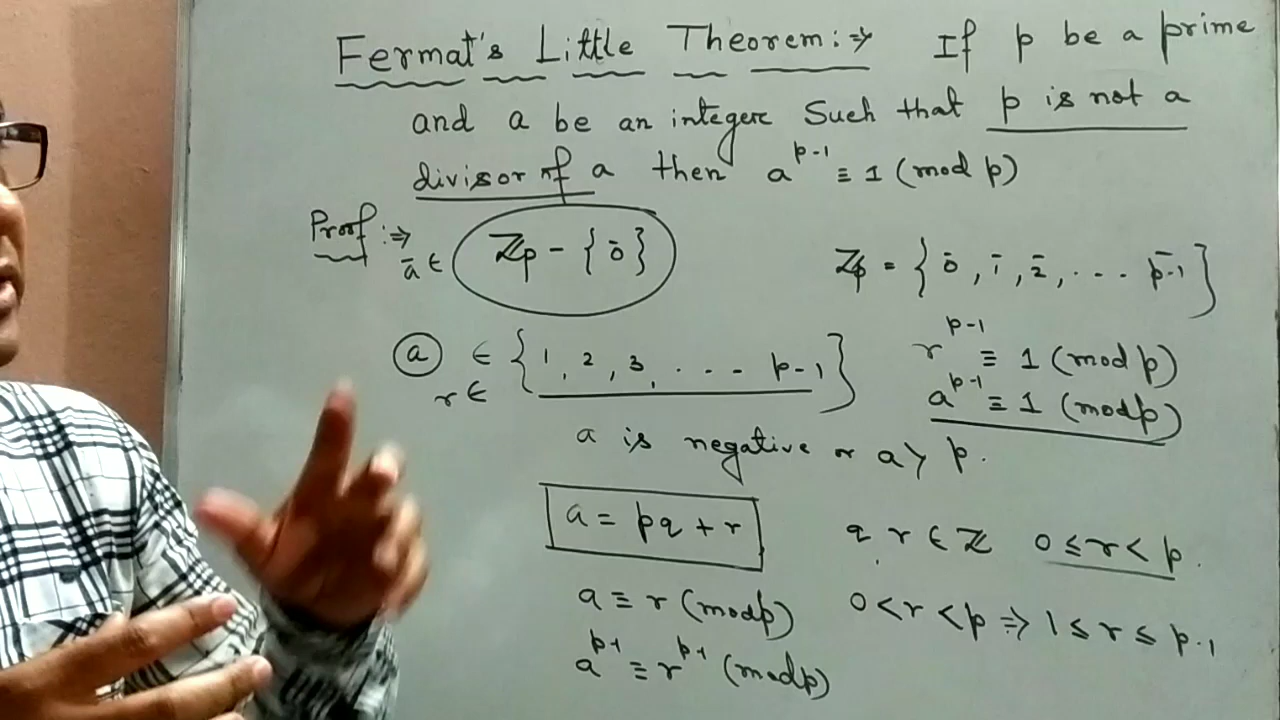 Fermat's Little Theorem :⇒ If p be a prime
and a be an integer Such that p is not a
divisor of a then a^{p-1} ≡ 1 (mod p)
Proof :⇒
ā ∈ Zp - {0̄}
Zp = {0̄, 1̄, 2̄, ... p̄-1}
a ∈ {1, 2, 3, ... p-1}
r ∈
r^{p-1} ≡ 1 (mod p)
a^{p-1} ≡ 1 (mod p)
a is negative or a > p.
a = pq + r
q, r ∈ Z 0 ≤ r < p.
a ≡ r (mod p)
0 < r < p ⇒ 1 ≤ r ≤ p-1
a^{p-1} ≡ r^{p-1} (mod p)